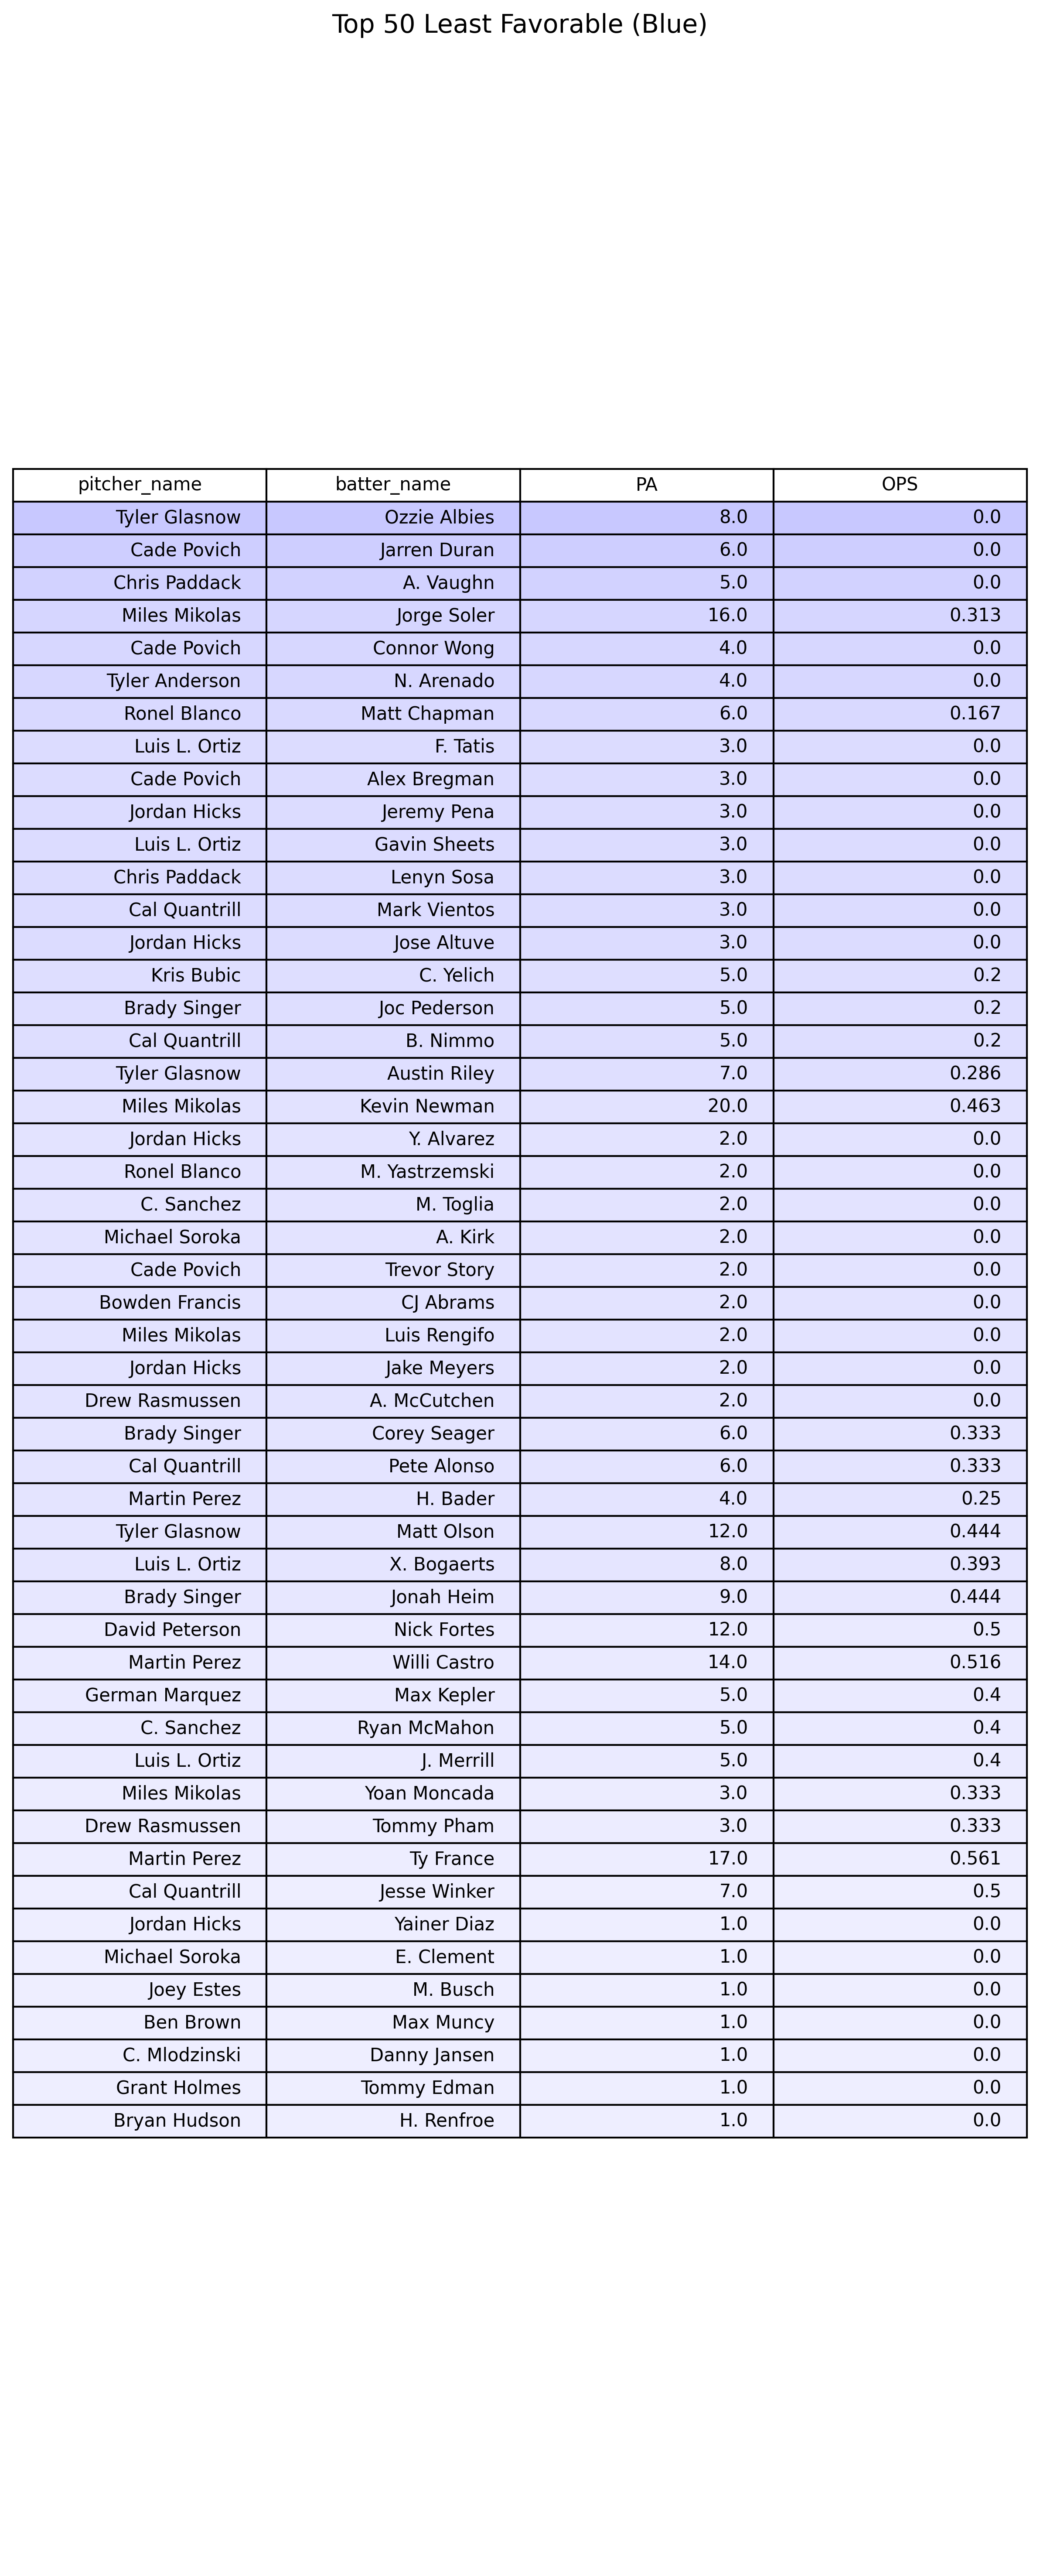 Top 50 Least Favorable (Blue)
pitcher_name batter_name PA OPS
Tyler Glasnow Ozzie Albies 8.0 0.0
Cade Povich Jarren Duran 6.0 0.0
Chris Paddack A. Vaughn 5.0 0.0
Miles Mikolas Jorge Soler 16.0 0.313
Cade Povich Connor Wong 4.0 0.0
Tyler Anderson N. Arenado 4.0 0.0
Ronel Blanco Matt Chapman 6.0 0.167
Luis L. Ortiz F. Tatis 3.0 0.0
Cade Povich Alex Bregman 3.0 0.0
Jordan Hicks Jeremy Pena 3.0 0.0
Luis L. Ortiz Gavin Sheets 3.0 0.0
Chris Paddack Lenyn Sosa 3.0 0.0
Cal Quantrill Mark Vientos 3.0 0.0
Jordan Hicks Jose Altuve 3.0 0.0
Kris Bubic C. Yelich 5.0 0.2
Brady Singer Joc Pederson 5.0 0.2
Cal Quantrill B. Nimmo 5.0 0.2
Tyler Glasnow Austin Riley 7.0 0.286
Miles Mikolas Kevin Newman 20.0 0.463
Jordan Hicks Y. Alvarez 2.0 0.0
Ronel Blanco M. Yastrzemski 2.0 0.0
C. Sanchez M. Toglia 2.0 0.0
Michael Soroka A. Kirk 2.0 0.0
Cade Povich Trevor Story 2.0 0.0
Bowden Francis CJ Abrams 2.0 0.0
Miles Mikolas Luis Rengifo 2.0 0.0
Jordan Hicks Jake Meyers 2.0 0.0
Drew Rasmussen A. McCutchen 2.0 0.0
Brady Singer Corey Seager 6.0 0.333
Cal Quantrill Pete Alonso 6.0 0.333
Martin Perez H. Bader 4.0 0.25
Tyler Glasnow Matt Olson 12.0 0.444
Luis L. Ortiz X. Bogaerts 8.0 0.393
Brady Singer Jonah Heim 9.0 0.444
David Peterson Nick Fortes 12.0 0.5
Martin Perez Willi Castro 14.0 0.516
German Marquez Max Kepler 5.0 0.4
C. Sanchez Ryan McMahon 5.0 0.4
Luis L. Ortiz J. Merrill 5.0 0.4
Miles Mikolas Yoan Moncada 3.0 0.333
Drew Rasmussen Tommy Pham 3.0 0.333
Martin Perez Ty France 17.0 0.561
Cal Quantrill Jesse Winker 7.0 0.5
Jordan Hicks Yainer Diaz 1.0 0.0
Michael Soroka E. Clement 1.0 0.0
Joey Estes M. Busch 1.0 0.0
Ben Brown Max Muncy 1.0 0.0
C. Mlodzinski Danny Jansen 1.0 0.0
Grant Holmes Tommy Edman 1.0 0.0
Bryan Hudson H. Renfroe 1.0 0.0